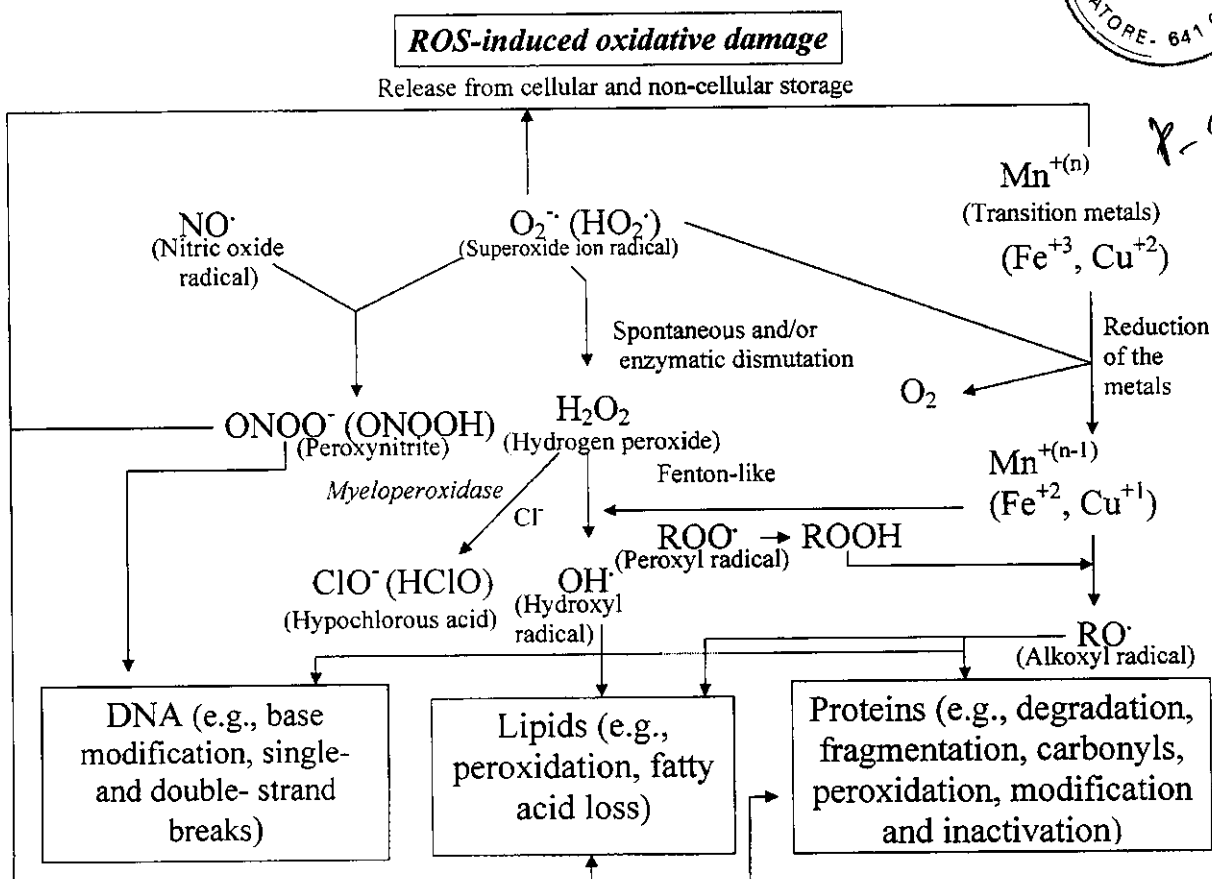 ATORE- 641
ROS-induced oxidative damage
Release from cellular and non-cellular storage
Mn+(n)
(Transition metals)
(Fe+3, Cu+2)
NO·
(Nitric oxide
radical)
O2-· (HO2·)
(Superoxide ion radical)
Spontaneous and/or
enzymatic dismutation
Reduction
of the
metals
O2
ONOO- (ONOOH)
(Peroxynitrite)
H2O2
(Hydrogen peroxide)
Mn+(n-1)
(Fe+2, Cu+1)
Myeloperoxidase
Cl-
Fenton-like
ROO·
(Peroxyl radical)
ROOH
ClO- (HClO)
(Hypochlorous acid)
OH·
(Hydroxyl
radical)
RO·
(Alkoxyl radical)
DNA (e.g., base
modification, single-
and double- strand
breaks)
Lipids (e.g.,
peroxidation, fatty
acid loss)
Proteins (e.g., degradation,
fragmentation, carbonyls,
peroxidation, modification
and inactivation)